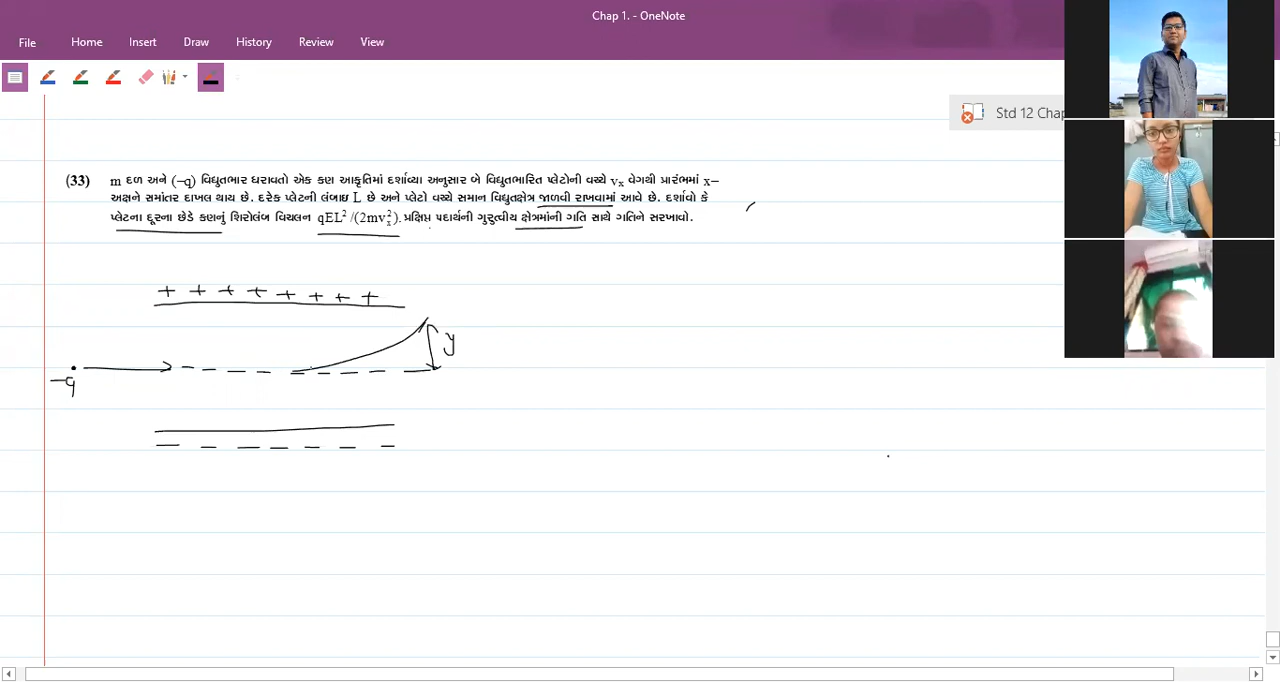 Chap 1. - OneNote
File Home Insert Draw History Review View
Std 12 Chap
(33) m દળ અને (–q) વિદ્યુતભાર ધરાવતો એક કણ આકૃતિમાં દર્શાવ્યા અનુસાર બે વિદ્યુતભારિત પ્લેટોની વચ્ચે vₓ વેગથી પ્રારંભમાં x–
અક્ષને સમાંતર દાખલ થાય છે. દરેક પ્લેટની લંબાઇ L છે અને પ્લેટો વચ્ચે સમાન વિદ્યુતક્ષેત્ર જાળવી રાખવામાં આવે છે. દર્શાવો કે
પ્લેટના દૂરના છેડે કણનું શિરોલંબ વિચલન qEL²/(2mvₓ²). પ્રક્ષિપ્ત પદાર્થની ગુરુત્વીય ક્ષેત્રમાંની ગતિ સાથે ગતિને સરખાવો.
+ + + + + + + +
y
–q
– – – – – – –